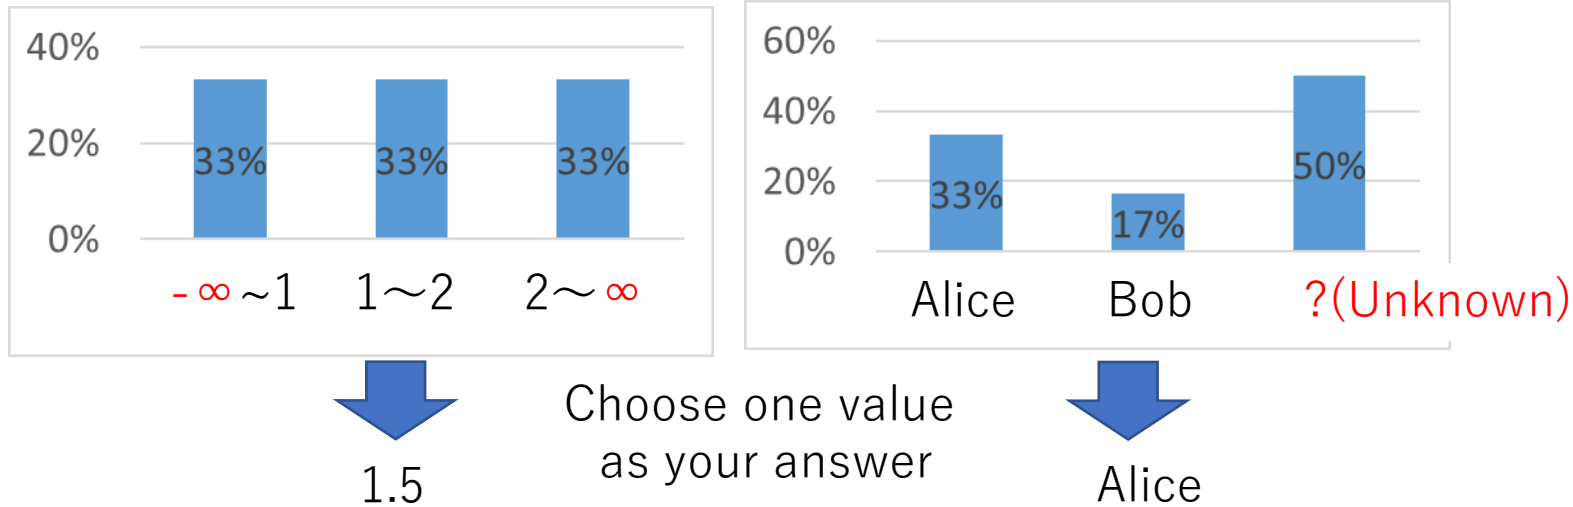 40%
20%
0%
33%
33%
33%
-∞~1
1～2
2～∞
60%
40%
20%
0%
33%
17%
50%
Alice
Bob
?(Unknown)
Choose one value
as your answer
1.5
Alice